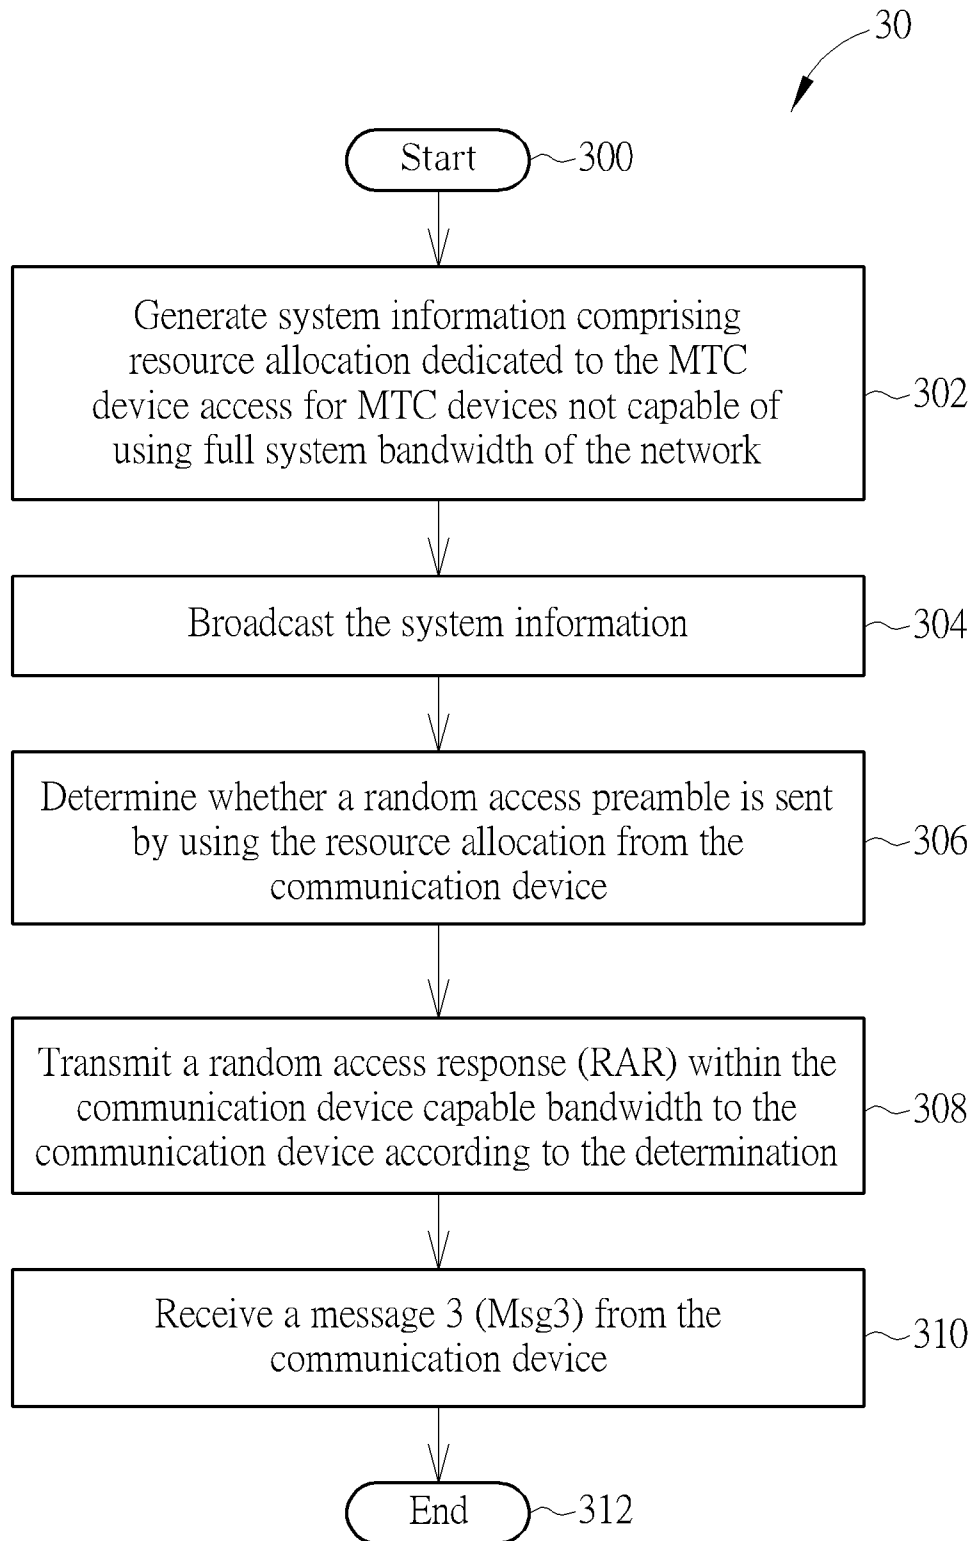 30
Start
300
Generate system information comprising
resource allocation dedicated to the MTC
device access for MTC devices not capable of
using full system bandwidth of the network
302
Broadcast the system information
304
Determine whether a random access preamble is sent
by using the resource allocation from the
communication device
306
Transmit a random access response (RAR) within the
communication device capable bandwidth to the
communication device according to the determination
308
Receive a message 3 (Msg3) from the
communication device
310
End
312